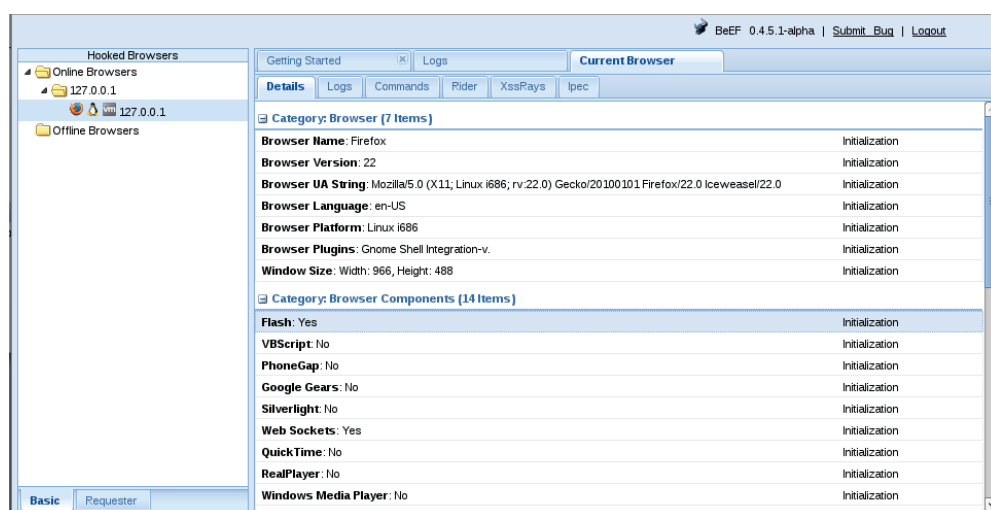 BeEF 0.4.5.1-alpha | Submit Bug | Logout
Hooked Browsers
Online Browsers
127.0.0.1
127.0.0.1
Offline Browsers
Basic
Requester
Getting Started
Logs
Current Browser
Details
Logs
Commands
Rider
XssRays
Ipec
Category: Browser (7 Items)
Browser Name: Firefox Initialization
Browser Version: 22 Initialization
Browser UA String: Mozilla/5.0 (X11; Linux i686; rv:22.0) Gecko/20100101 Firefox/22.0 Iceweasel/22.0 Initialization
Browser Language: en-US Initialization
Browser Platform: Linux i686 Initialization
Browser Plugins: Gnome Shell Integration-v. Initialization
Window Size: Width: 966, Height: 488 Initialization
Category: Browser Components (14 Items)
Flash: Yes Initialization
VBScript: No Initialization
PhoneGap: No Initialization
Google Gears: No Initialization
Silverlight: No Initialization
Web Sockets: Yes Initialization
QuickTime: No Initialization
RealPlayer: No Initialization
Windows Media Player: No Initialization